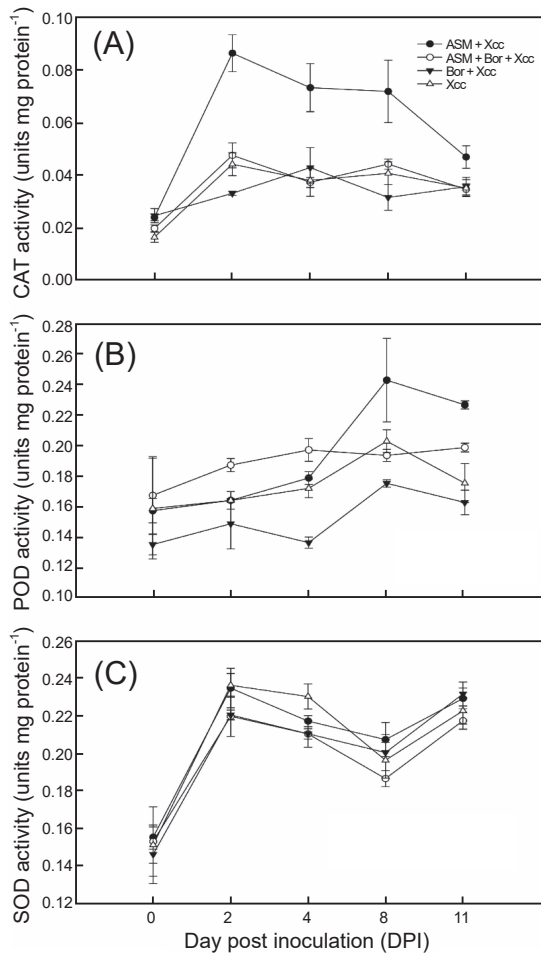 (A)
ASM + Xcc
ASM + Bor + Xcc
Bor + Xcc
Xcc
CAT activity (units mg protein⁻¹)
0.10
0.08
0.06
0.04
0.02
0.00
(B)
POD activity (units mg protein⁻¹)
0.28
0.26
0.24
0.22
0.20
0.18
0.16
0.14
0.12
0.10
(C)
SOD activity (units mg protein⁻¹)
0.26
0.24
0.22
0.20
0.18
0.16
0.14
0.12
0 2 4 8 11
Day post inoculation (DPI)